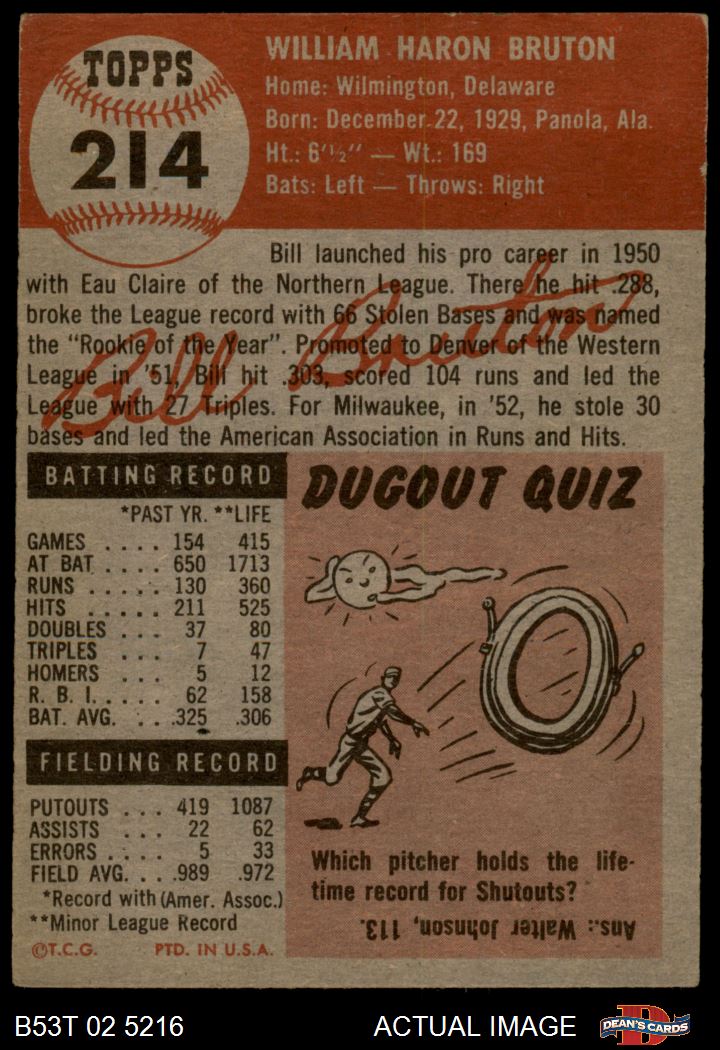 TOPPS
214
WILLIAM HARON BRUTON
Home: Wilmington, Delaware
Born: December 22, 1929, Panola, Ala.
Ht.: 6'½" — Wt.: 169
Bats: Left — Throws: Right
Bill launched his pro career in 1950
with Eau Claire of the Northern League. There he hit .288,
broke the League record with 66 Stolen Bases and was named
the "Rookie of the Year". Promoted to Denver of the Western
League in '51, Bill hit .303, scored 104 runs and led the
League with 27 Triples. For Milwaukee, in '52, he stole 30
bases and led the American Association in Runs and Hits.
Bill Bruton
BATTING RECORD
*PAST YR. **LIFE
GAMES .... 154 415
AT BAT .... 650 1713
RUNS ..... 130 360
HITS ..... 211 525
DOUBLES ... 37 80
TRIPLES ... 7 47
HOMERS ... 5 12
R. B. I. .... 62 158
BAT. AVG. ... .325 .306
FIELDING RECORD
PUTOUTS ... 419 1087
ASSISTS ... 22 62
ERRORS .... 5 33
FIELD AVG. ... .989 .972
*Record with (Amer. Assoc.)
**Minor League Record
©T.C.G. PTD. IN U.S.A.
DUGOUT QUIZ
Which pitcher holds the life-
time record for Shutouts?
Ans.: Walter Johnson, 113.
B53T 02 5216 ACTUAL IMAGE
D
DEAN'S CARDS